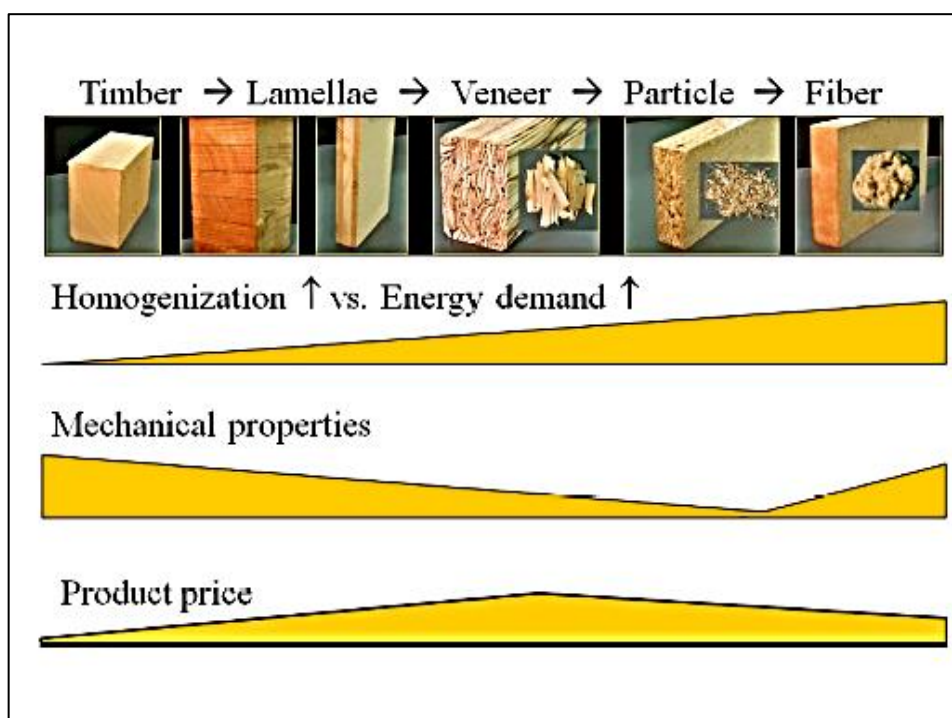 Timber → Lamellae → Veneer → Particle → Fiber
Homogenization ↑ vs. Energy demand ↑
Mechanical properties
Product price